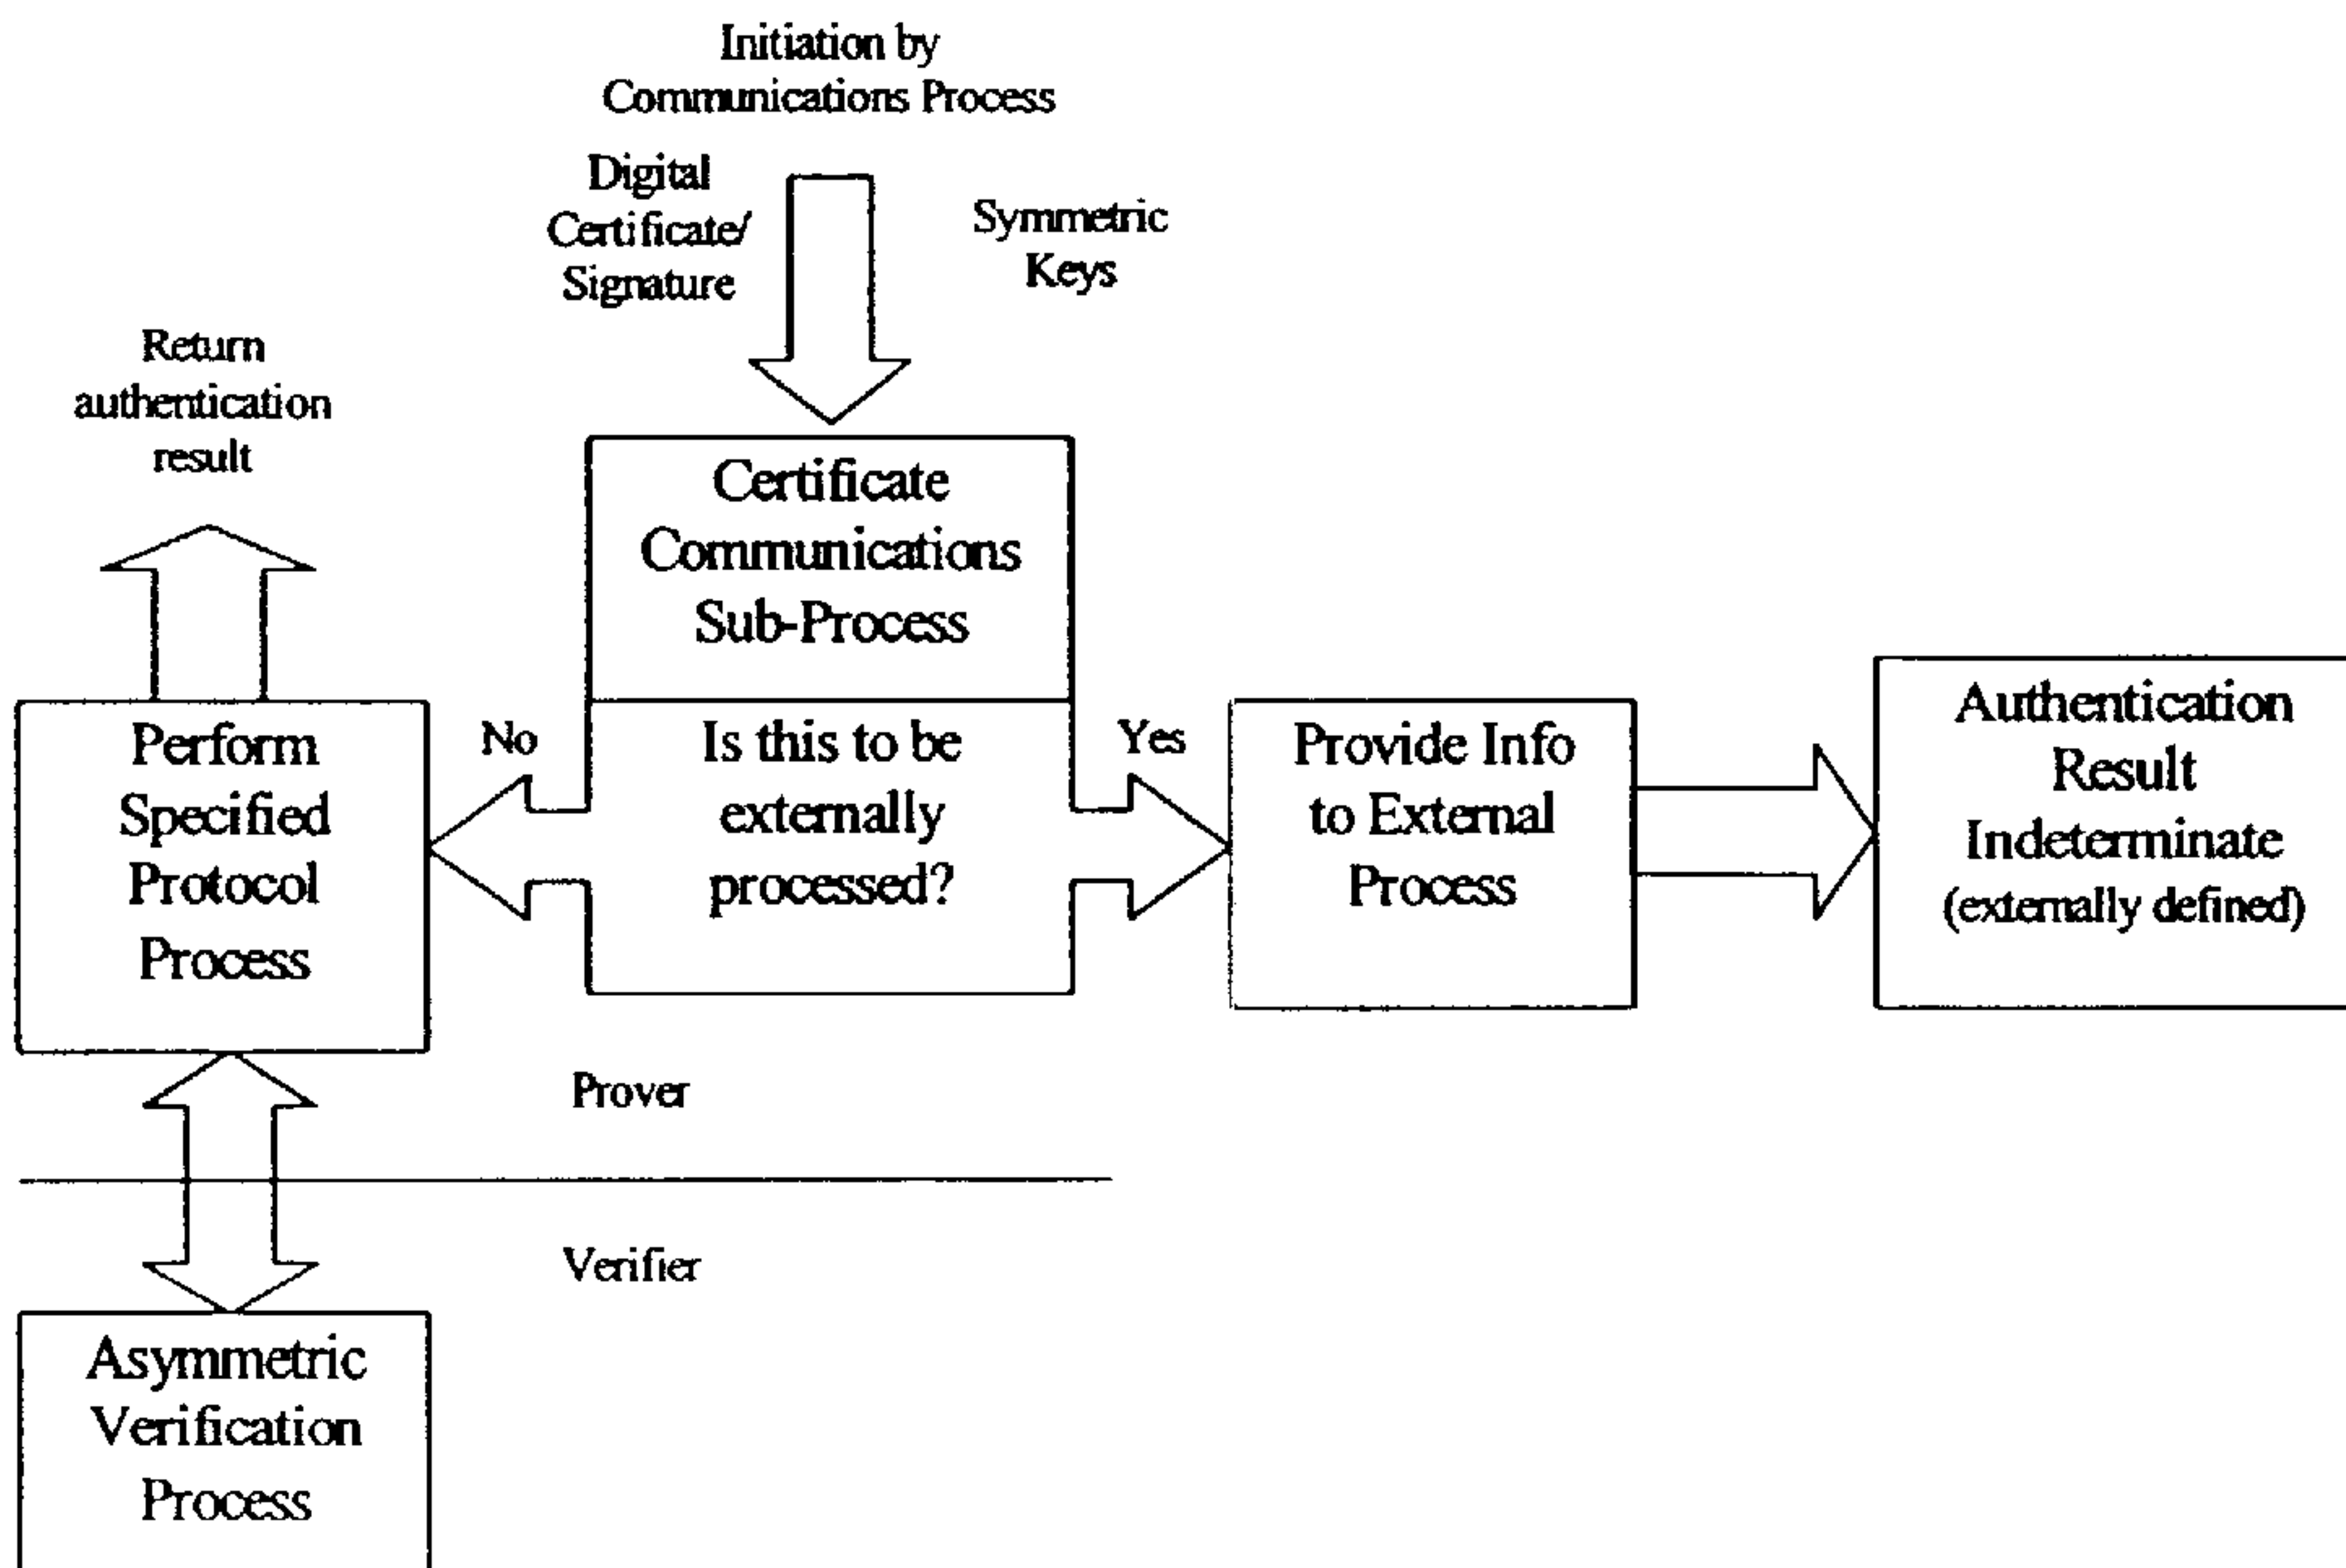 Initiation by
Communications Process
Digital
Certificate/
Signature
Symmetric
Keys
Return
authentication
result
Certificate
Communications
Sub-Process
Perform
Specified
Protocol
Process
No
Is this to be
externally
processed?
Yes
Provide Info
to External
Process
Authentication
Result
Indeterminate
(externally defined)
Prover
Verifier
Asymmetric
Verification
Process